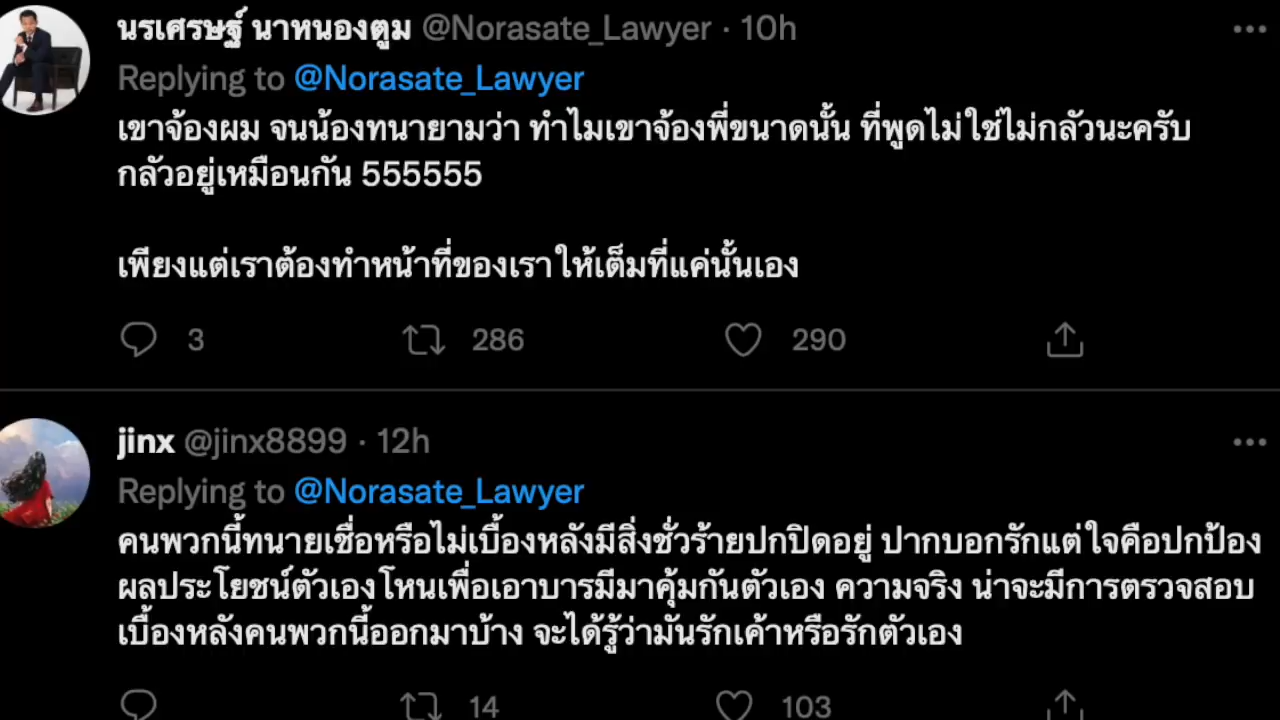 นรเศรษฐ์ นาหนองตูม @Norasate_Lawyer · 10h
Replying to @Norasate_Lawyer
เขาจ้องผม จนน้องทนายามว่า ทำไมเขาจ้องพี่ขนาดนั้น ที่พูดไม่ใช่ไม่กลัวนะครับ
กลัวอยู่เหมือนกัน 555555
เพียงแต่เราต้องทำหน้าที่ของเราให้เต็มที่แค่นั้นเอง
3 286 290
jinx @jinx8899 · 12h
Replying to @Norasate_Lawyer
คนพวกนี้ทนายเชื่อหรือไม่เบื้องหลังมีสิ่งชั่วร้ายปกปิดอยู่ ปากบอกรักแต่ใจคือปกป้อง
ผลประโยชน์ตัวเองโหนเพื่อเอาบารมีมาคุ้มกันตัวเอง ความจริง น่าจะมีการตรวจสอบ
เบื้องหลังคนพวกนี้ออกมาบ้าง จะได้รู้ว่ามันรักเค้าหรือรักตัวเอง
14 103